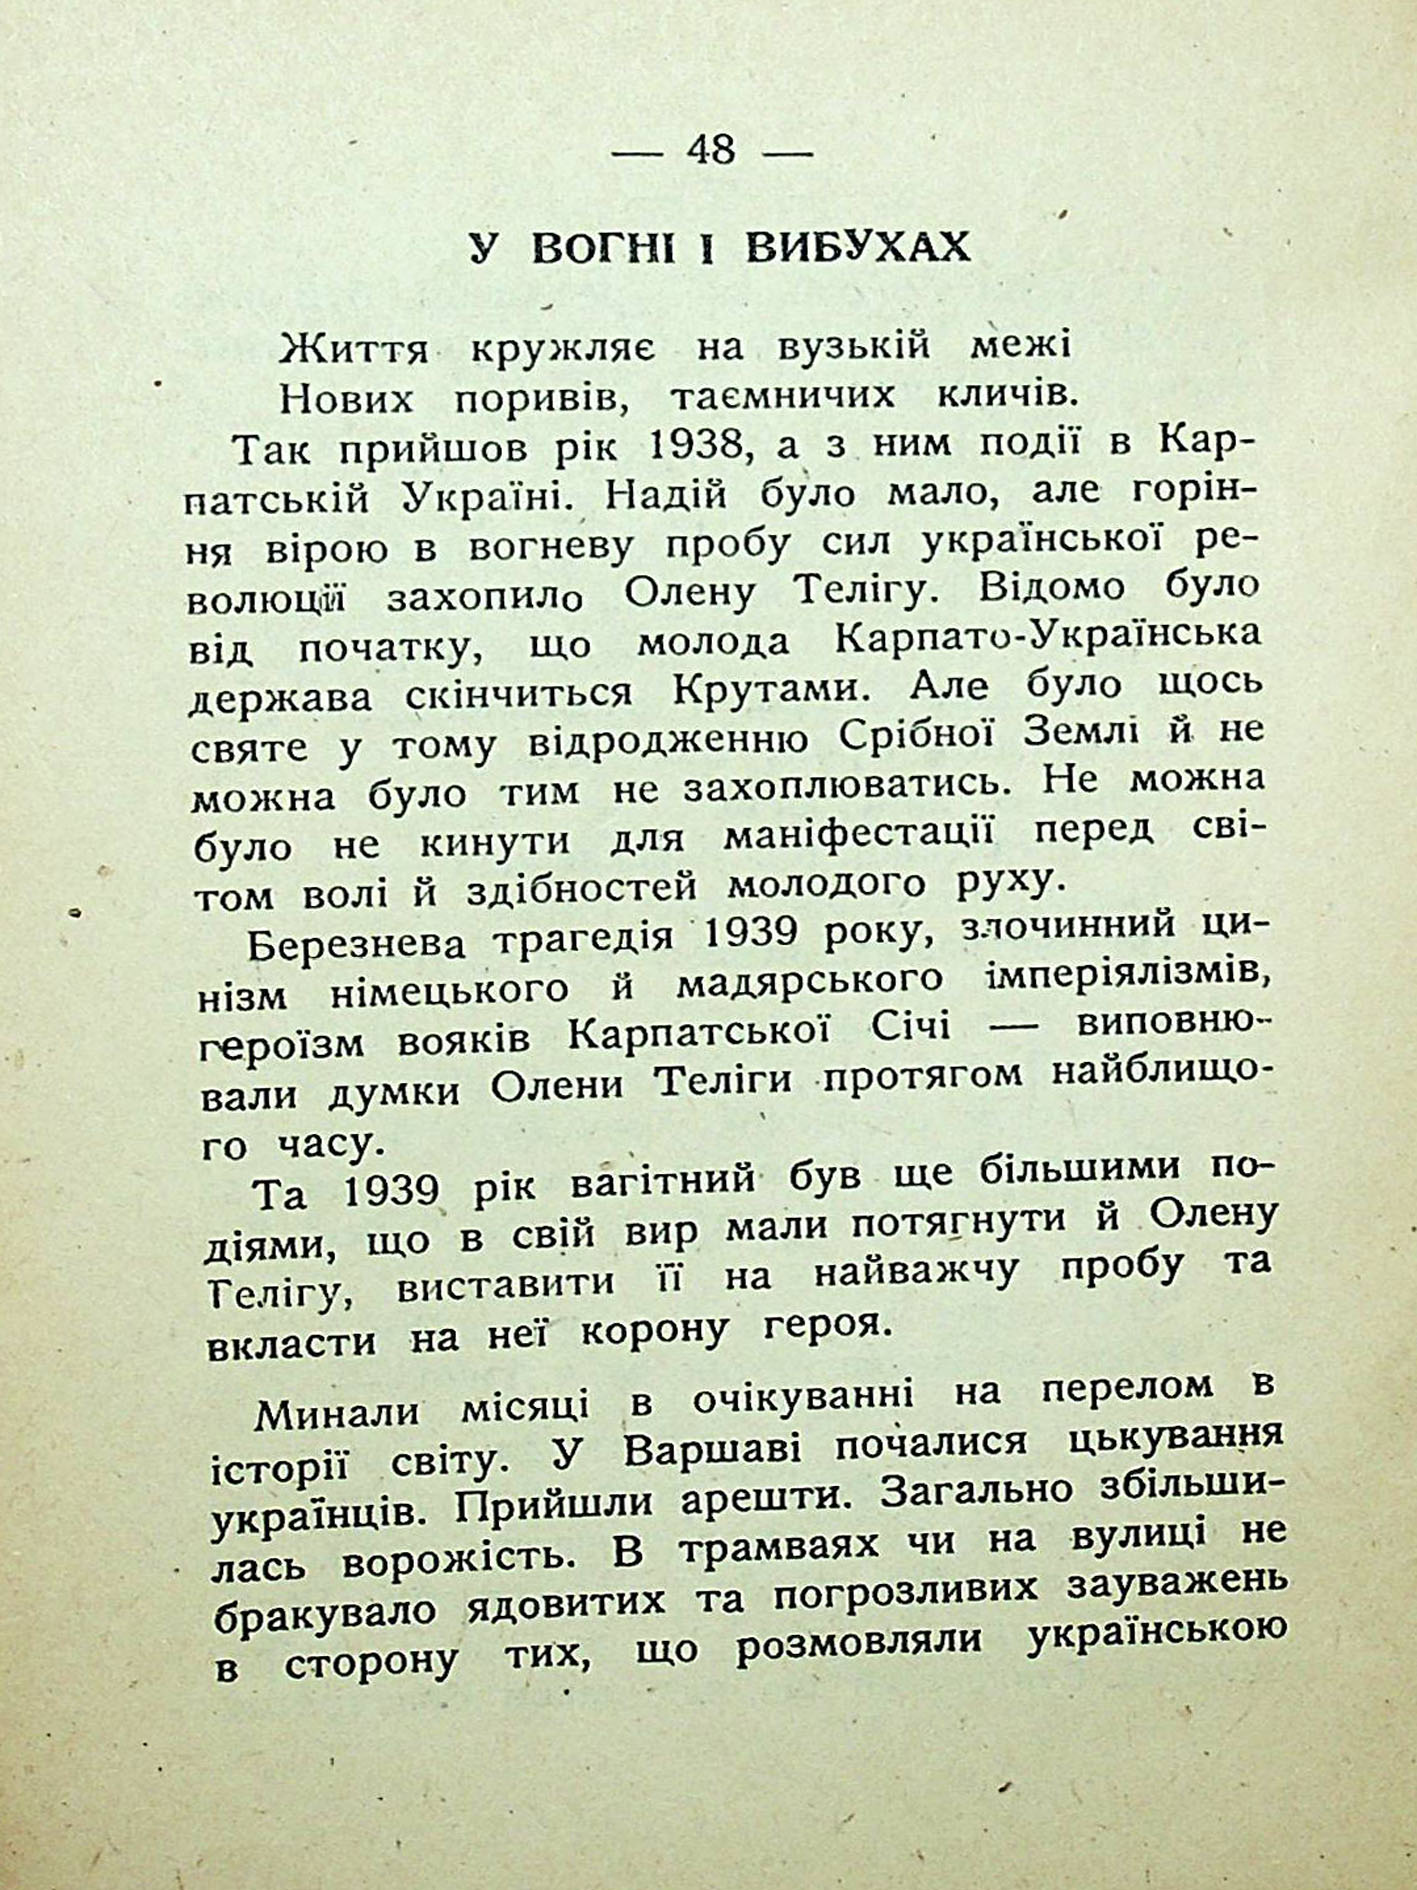 — 48 —
У ВОГНІ І ВИБУХАХ
Життя кружляє на вузькій межі
Нових поривів, таємничих кличів.
Так прийшов рік 1938, а з ним події в Кар-
патській Україні. Надій було мало, але горін-
ня вірою в вогневу пробу сил української ре-
волюції захопило Олену Телігу. Відомо було
від початку, що молода Карпато-Українська
держава скінчиться Крутами. Але було щось
святе у тому відродженню Срібної Землі й не
можна було тим не захоплюватись. Не можна
було не кинути для маніфестації перед сві-
том волі й здібностей молодого руху.
Березнева трагедія 1939 року, злочинний ци-
нізм німецького й мадярського імперіялізмів,
героїзм вояків Карпатської Січі — виповню-
вали думки Олени Теліги протягом найблищо-
го часу.
Та 1939 рік вагітний був ще більшими по-
діями, що в свій вир мали потягнути й Олену
Телігу, виставити її на найважчу пробу та
вкласти на неї корону героя.
Минали місяці в очікуванні на перелом в
історії світу. У Варшаві почалися цькування
українців. Прийшли арешти. Загально збільши-
лась ворожість. В трамваях чи на вулиці не
бракувало ядовитих та погрозливих зауважень
в сторону тих, що розмовляли українською